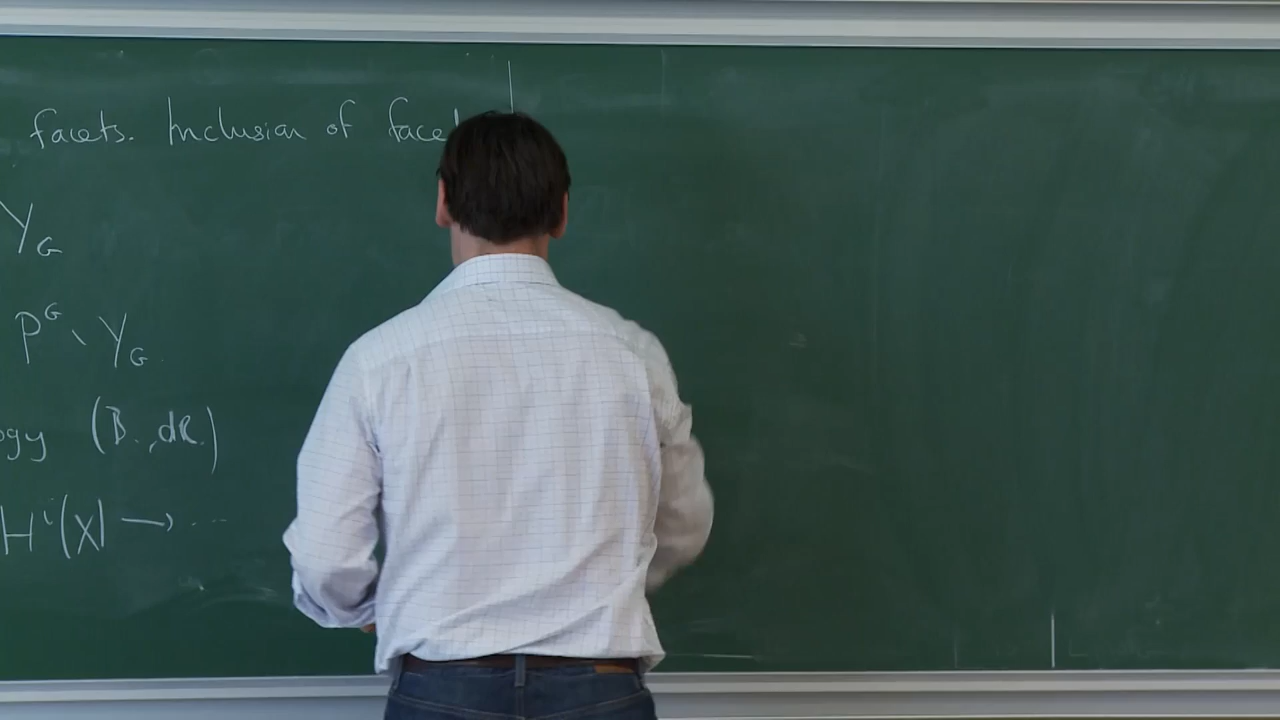 facets. Inclusion of face
Y_G
P^G \ Y_G
ogy (B., dR.)
H^i(X) → ...